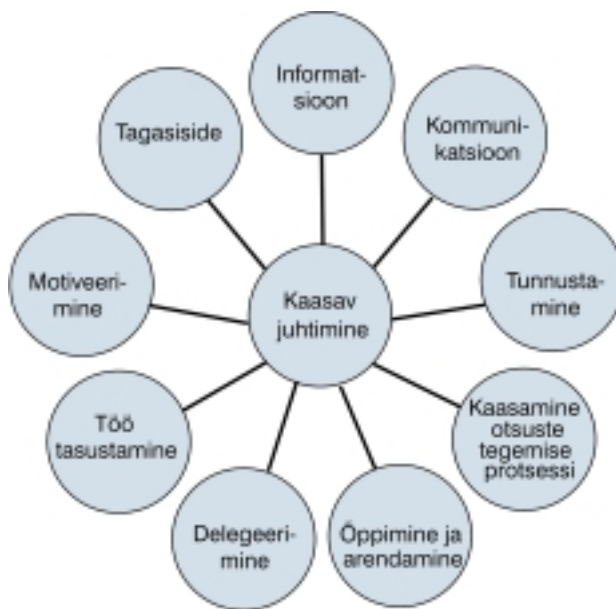 Informat-
sioon
Kommuni-
katsioon
Tunnusta-
mine
Kaasamine
otsuste
tegemise
protsessi
Õppimine ja
arendamine
Delegeeri-
mine
Töö
tasustamine
Motiveeri-
mine
Tagasiside
Kaasav
juhtimine